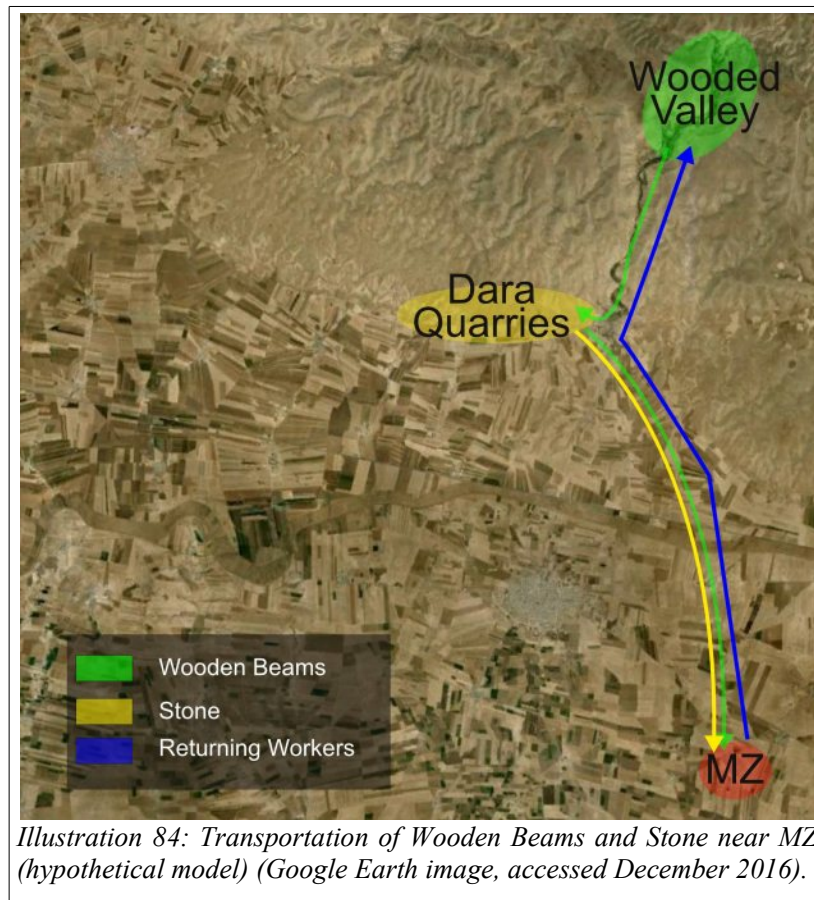 Wooded
Valley
Dara
Quarries
Wooden Beams
Stone
Returning Workers
MZ
Illustration 84: Transportation of Wooden Beams and Stone near MZ
(hypothetical model) (Google Earth image, accessed December 2016).